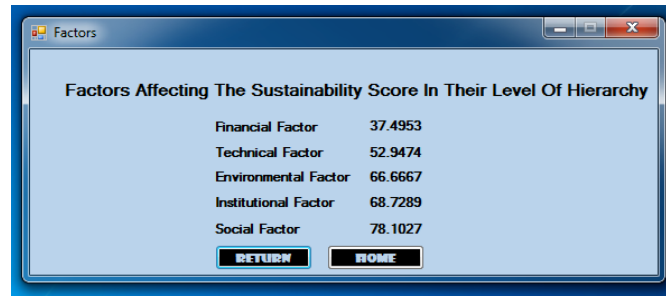 Factors
Factors Affecting The Sustainability Score In Their Level Of Hierarchy
Financial Factor 37.4953
Technical Factor 52.9474
Environmental Factor 66.6667
Institutional Factor 68.7289
Social Factor 78.1027
RETURN HOME